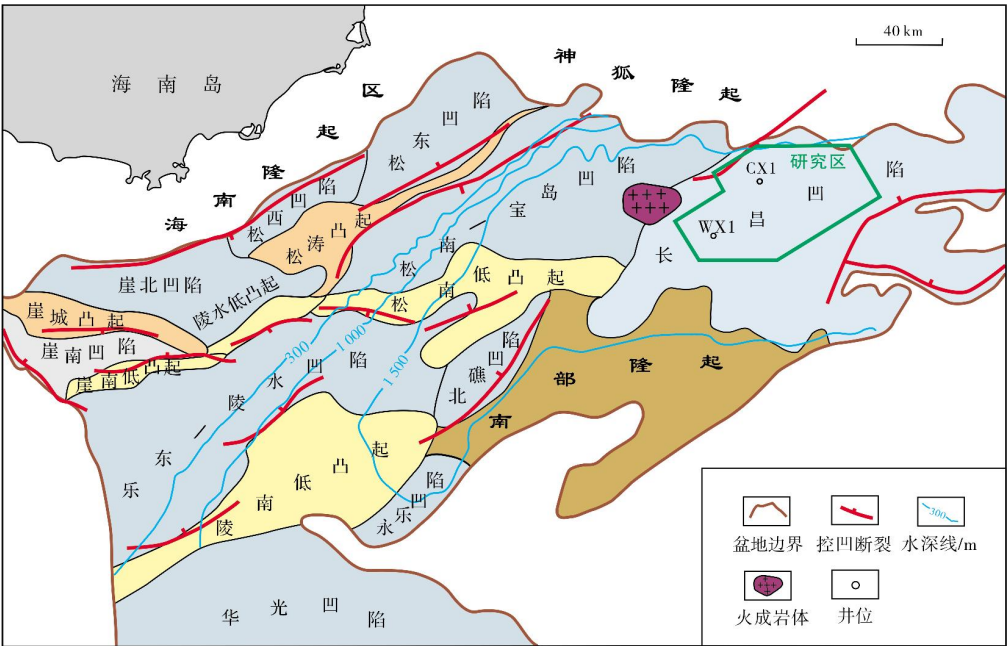 海南岛
神狐隆起
40 km
海南隆起区
松东凹陷
松西凹陷
松涛凸起
宝岛凹陷
研究区
CX1
WX1
长昌凹陷
崖北凹陷
陵水低凸起
松南
松南低凸起
崖城凸起
崖南凹陷
崖南低凸起
300
1 000
1 500
陵水凹陷
北礁凹陷
南部隆起
乐东
陵南低凸起
永乐凹陷
华光凹陷
300
盆地边界
控凹断裂
水深线/m
火成岩体
井位